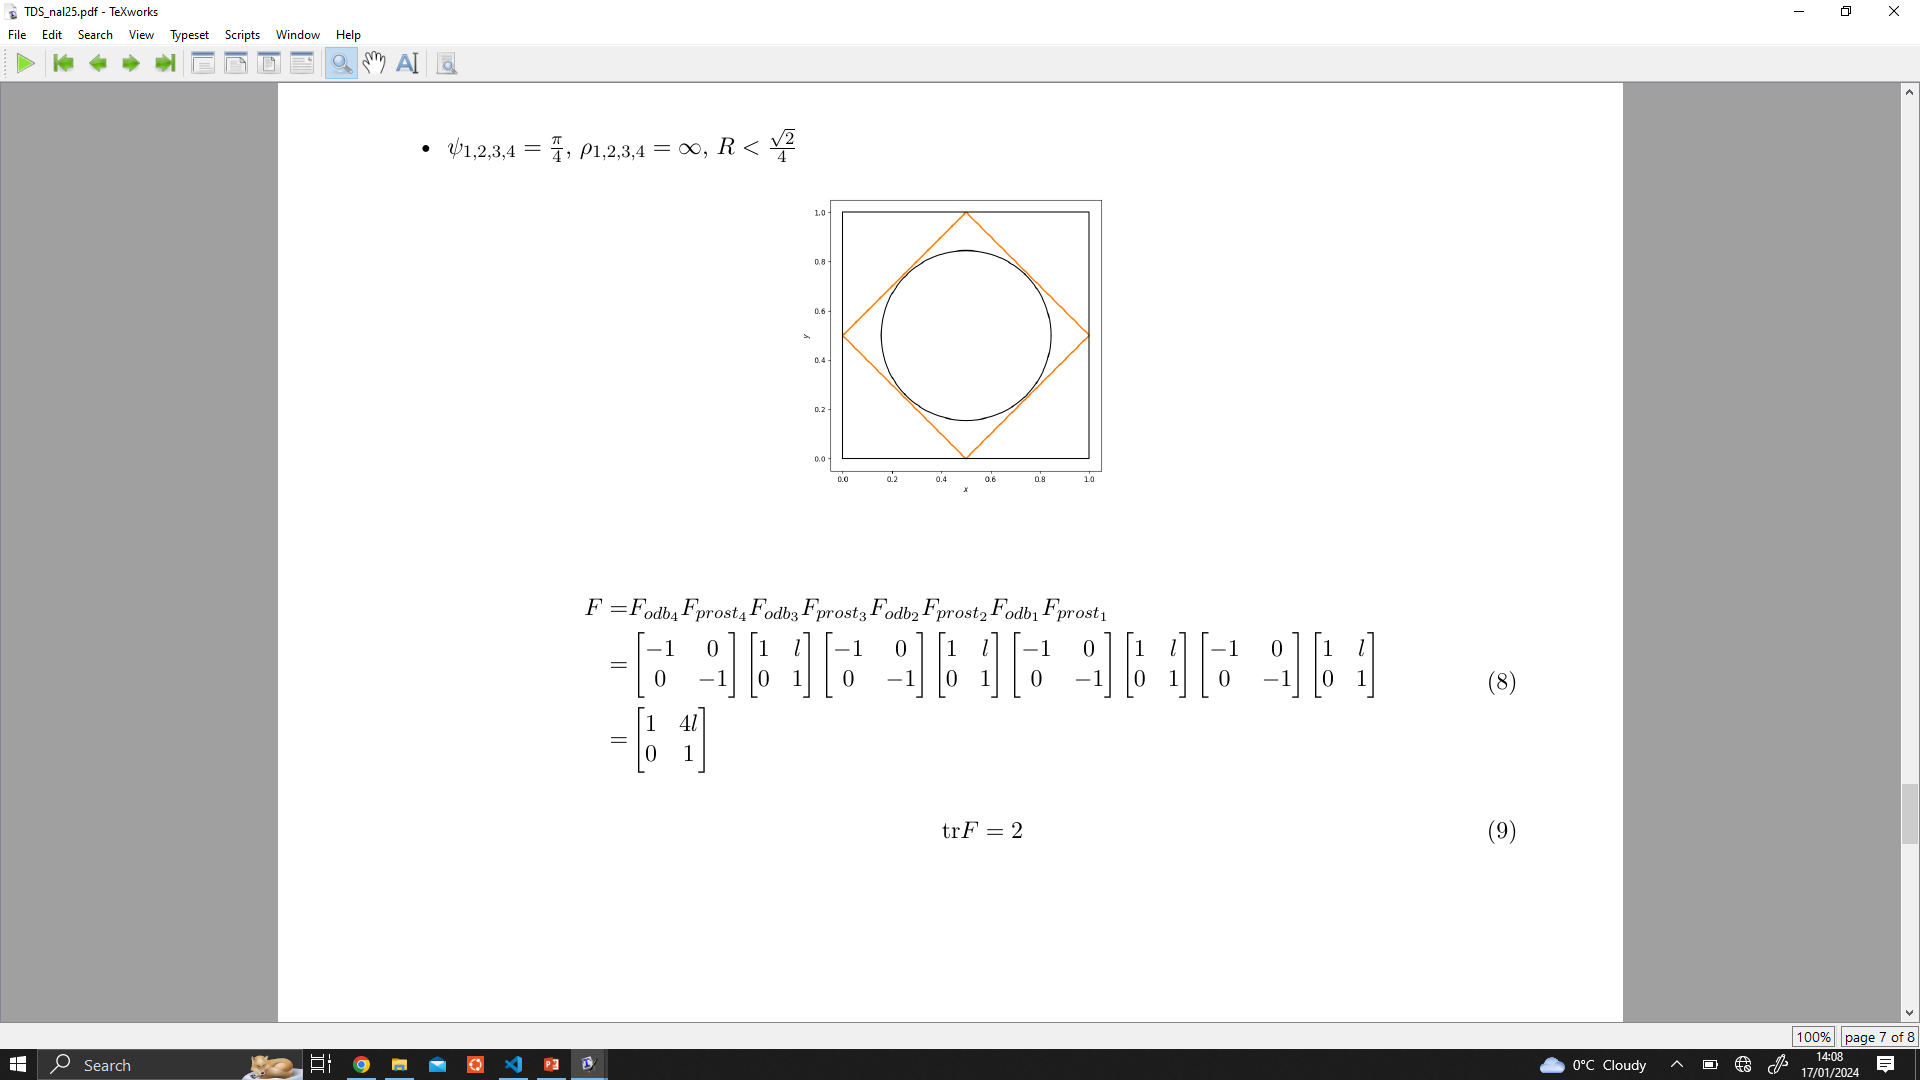 TDS_nal25.pdf - TeXworks
File Edit Search View Typeset Scripts Window Help
• ψ1,2,3,4 = π/4, ρ1,2,3,4 = ∞, R < √2/4
1.0
0.8
0.6
0.4
0.2
0.0
y
0.0 0.2 0.4 0.6 0.8 1.0
x
F = F_odb4 F_prost4 F_odb3 F_prost3 F_odb2 F_prost2 F_odb1 F_prost1
= [−1 0; 0 −1] [1 l; 0 1] [−1 0; 0 −1] [1 l; 0 1] [−1 0; 0 −1] [1 l; 0 1] [−1 0; 0 −1] [1 l; 0 1] (8)
= [1 4l; 0 1]
trF = 2 (9)
100% page 7 of 8
Search 0°C Cloudy 14:08
17/01/2024